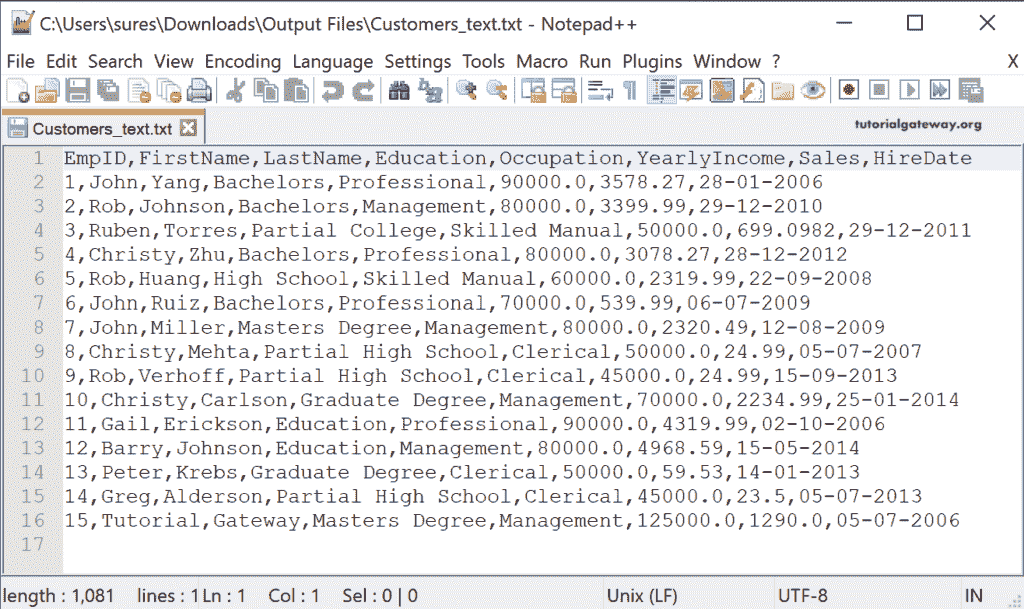 C:\Users\sures\Downloads\Output Files\Customers_text.txt - Notepad++
File Edit Search View Encoding Language Settings Tools Macro Run Plugins Window ? X
Customers_text.txt
tutorialgateway.org
1 EmpID,FirstName,LastName,Education,Occupation,YearlyIncome,Sales,HireDate
2 1,John,Yang,Bachelors,Professional,90000.0,3578.27,28-01-2006
3 2,Rob,Johnson,Bachelors,Management,80000.0,3399.99,29-12-2010
4 3,Ruben,Torres,Partial College,Skilled Manual,50000.0,699.0982,29-12-2011
5 4,Christy,Zhu,Bachelors,Professional,80000.0,3078.27,28-12-2012
6 5,Rob,Huang,High School,Skilled Manual,60000.0,2319.99,22-09-2008
7 6,John,Ruiz,Bachelors,Professional,70000.0,539.99,06-07-2009
8 7,John,Miller,Masters Degree,Management,80000.0,2320.49,12-08-2009
9 8,Christy,Mehta,Partial High School,Clerical,50000.0,24.99,05-07-2007
10 9,Rob,Verhoff,Partial High School,Clerical,45000.0,24.99,15-09-2013
11 10,Christy,Carlson,Graduate Degree,Management,70000.0,2234.99,25-01-2014
12 11,Gail,Erickson,Education,Professional,90000.0,4319.99,02-10-2006
13 12,Barry,Johnson,Education,Management,80000.0,4968.59,15-05-2014
14 13,Peter,Krebs,Graduate Degree,Clerical,50000.0,59.53,14-01-2013
15 14,Greg,Alderson,Partial High School,Clerical,45000.0,23.5,05-07-2013
16 15,Tutorial,Gateway,Masters Degree,Management,125000.0,1290.0,05-07-2006
17
length : 1,081 lines : 1 Ln : 1 Col : 1 Sel : 0 | 0 Unix (LF) UTF-8 IN